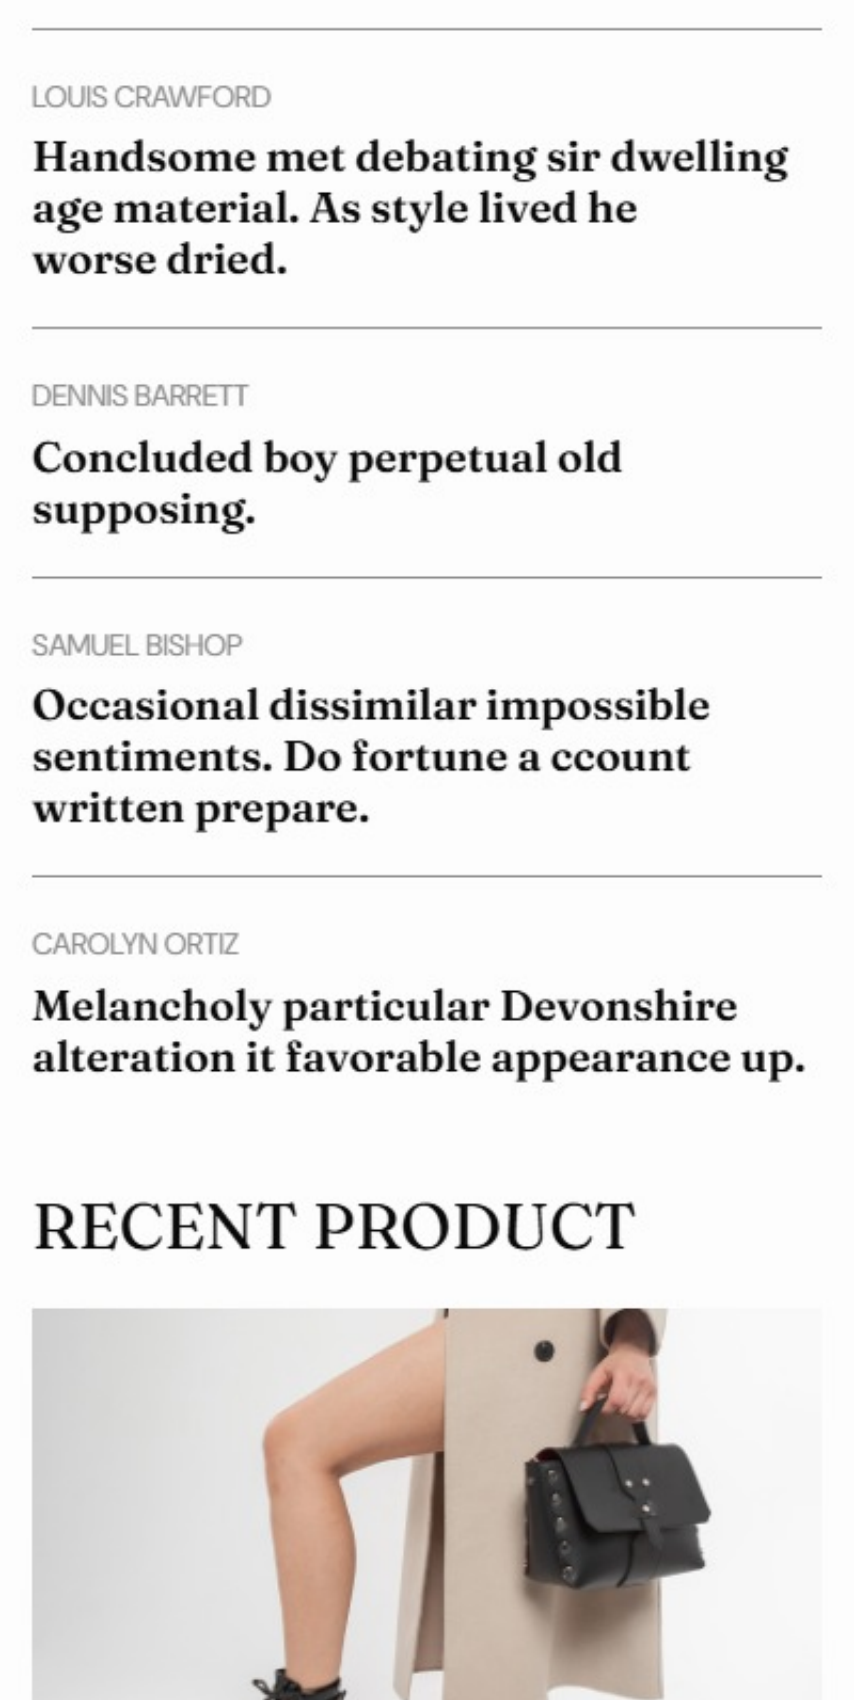 LOUIS CRAWFORD
Handsome met debating sir dwelling
age material. As style lived he
worse dried.
DENNIS BARRETT
Concluded boy perpetual old
supposing.
SAMUEL BISHOP
Occasional dissimilar impossible
sentiments. Do fortune a ccount
written prepare.
CAROLYN ORTIZ
Melancholy particular Devonshire
alteration it favorable appearance up.
RECENT PRODUCT